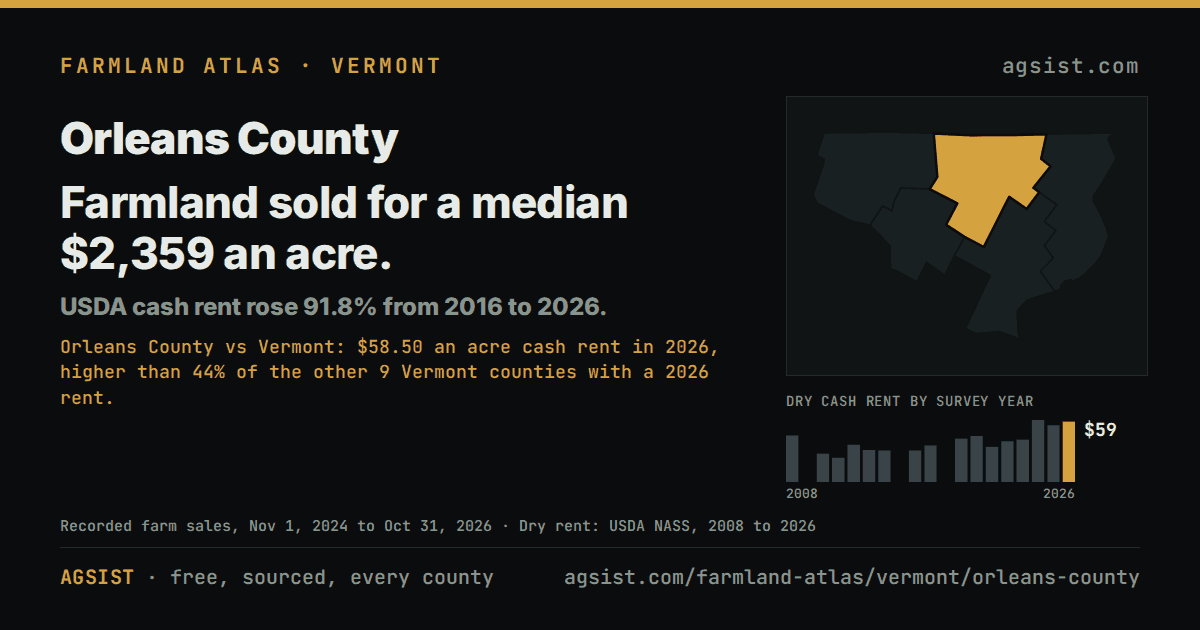 FARMLAND ATLAS · VERMONT
agsist.com
Orleans County
Farmland sold for a median
$2,359 an acre.
USDA cash rent rose 91.8% from 2016 to 2026.
Orleans County vs Vermont: $58.50 an acre cash rent in 2026,
higher than 44% of the other 9 Vermont counties with a 2026
rent.
DRY CASH RENT BY SURVEY YEAR
$59
2008
2026
Recorded farm sales, Nov 1, 2024 to Oct 31, 2026 · Dry rent: USDA NASS, 2008 to 2026
AGSIST · free, sourced, every county
agsist.com/farmland-atlas/vermont/orleans-county